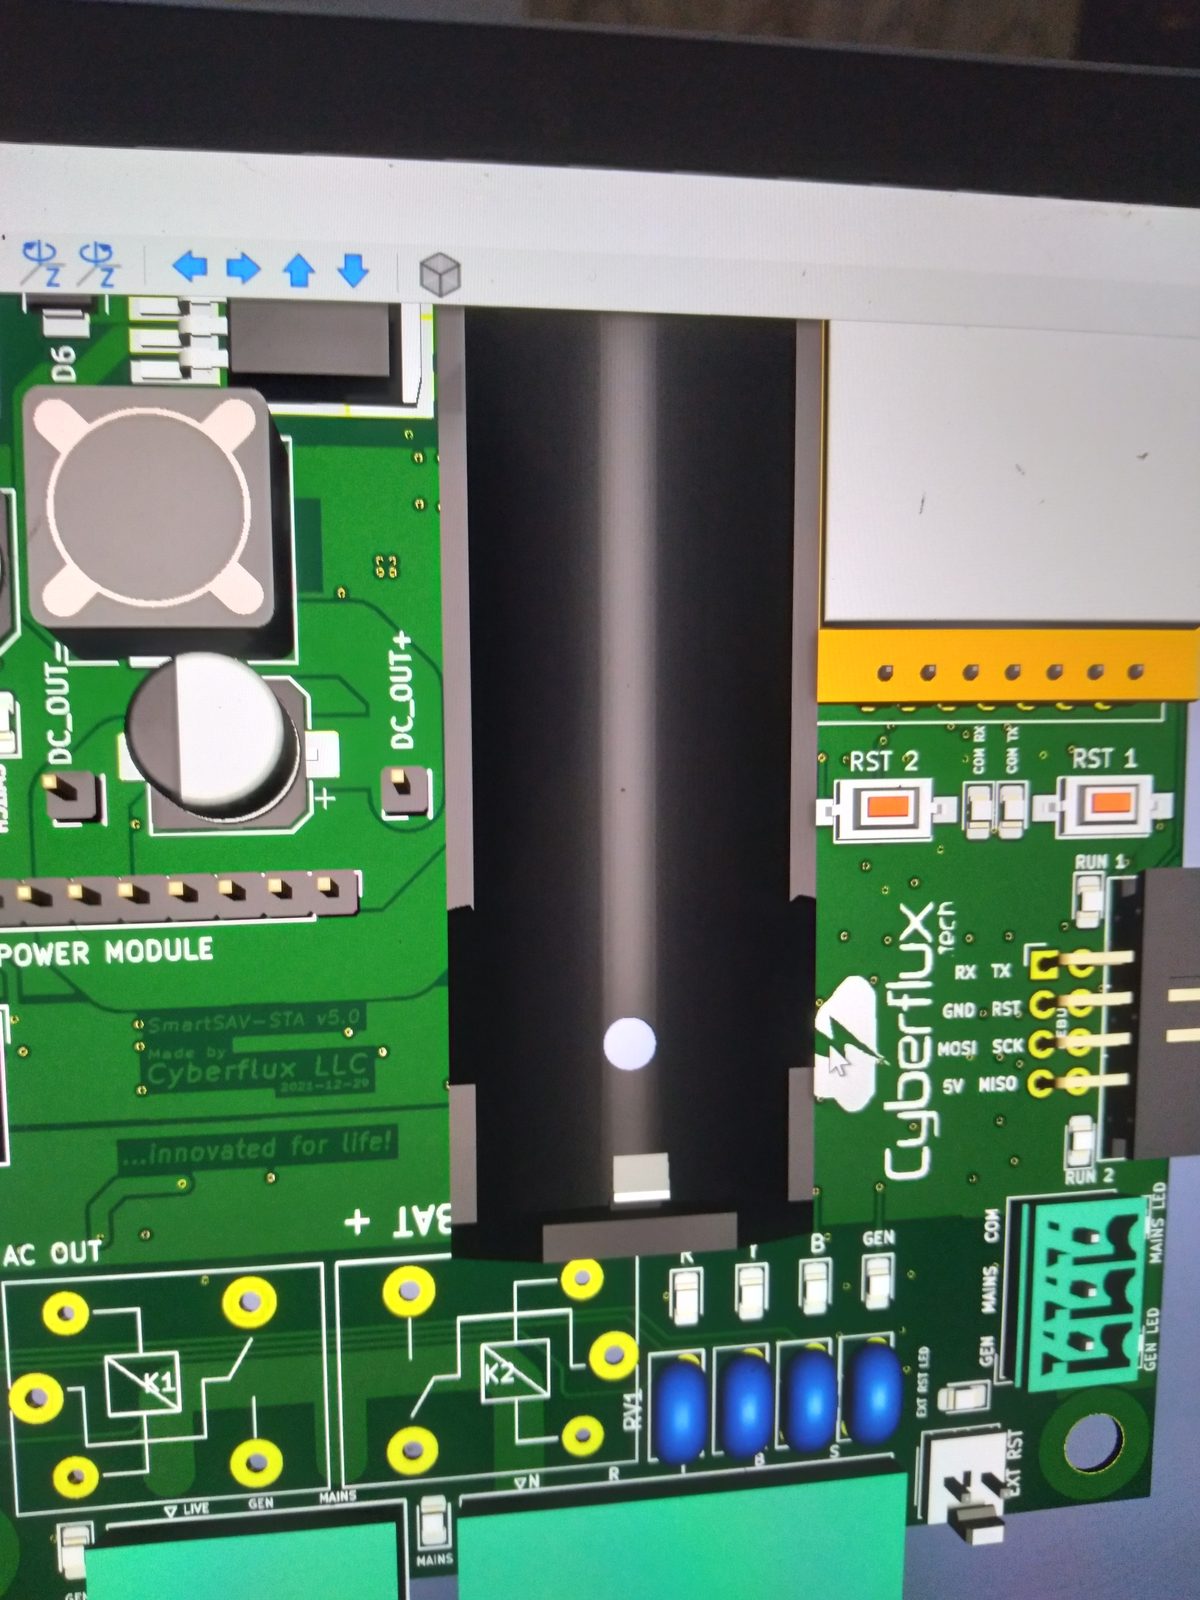 Z Z
D6
DC_OUT=
DC_OUT+
+
RST 2
COM RX
COM TX
RST 1
RUN 1
POWER MODULE
Cyberflux
Tech
RX TX
GND RST
MOSI SCK
5V MISO
SmartSAV-STA v5.0
Made by
Cyberflux LLC
2021-12-29
...innovated for life!
RUN 2
BAT +
AC OUT
R Y B GEN
GEN MAINS COM
MAINS LED
GEN LED
K1
K2
RV1
EXT RST LED
EXT RST
R
B
S
N
LIVE GEN MAINS
MAINS
GEN